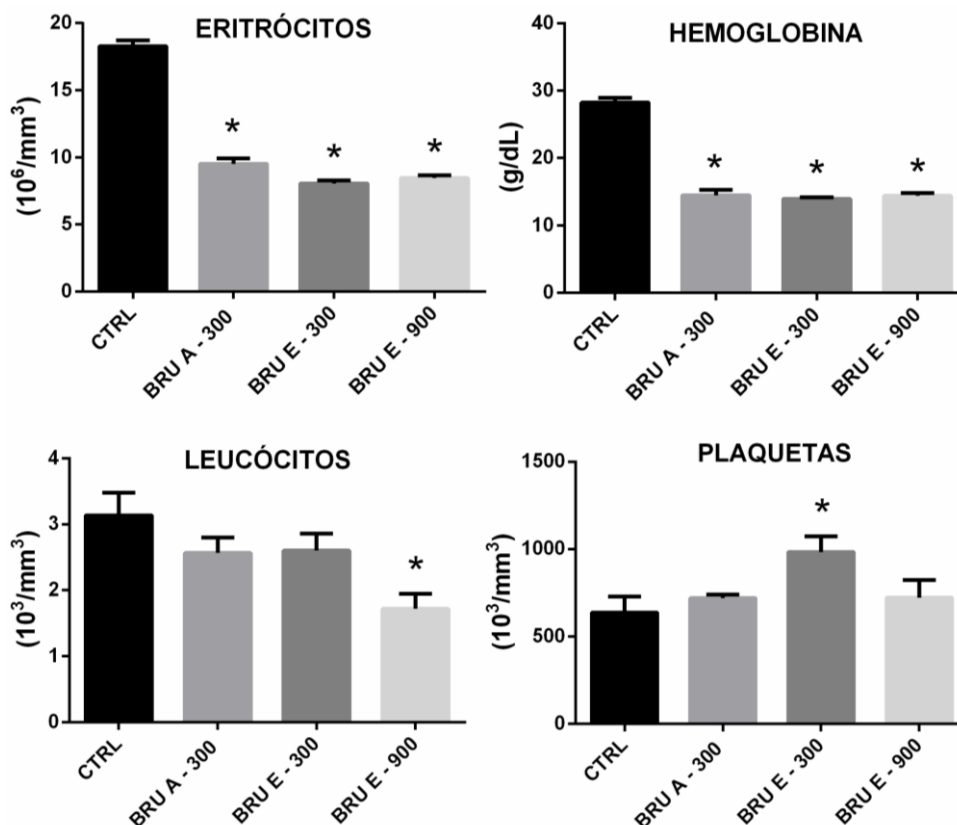 ERITRÓCITOS
(10⁶/mm³)
20
15
10
5
0
*
*
*
CTRL
BRU A - 300
BRU E - 300
BRU E - 900
HEMOGLOBINA
(g/dL)
40
30
20
10
0
*
*
*
CTRL
BRU A - 300
BRU E - 300
BRU E - 900
LEUCÓCITOS
(10³/mm³)
4
3
2
1
0
*
CTRL
BRU A - 300
BRU E - 300
BRU E - 900
PLAQUETAS
(10³/mm³)
1500
1000
500
0
*
CTRL
BRU A - 300
BRU E - 300
BRU E - 900